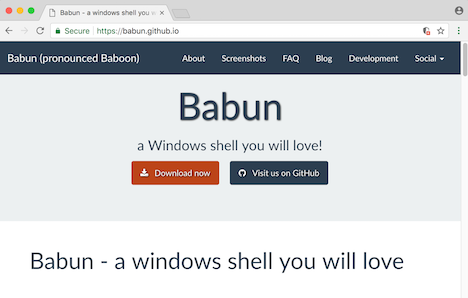 Babun - a windows shell you w
Secure https://babun.github.io
Babun (pronounced Baboon) About Screenshots FAQ Blog Development Social
Babun
a Windows shell you will love!
Download now Visit us on GitHub
Babun - a windows shell you will love